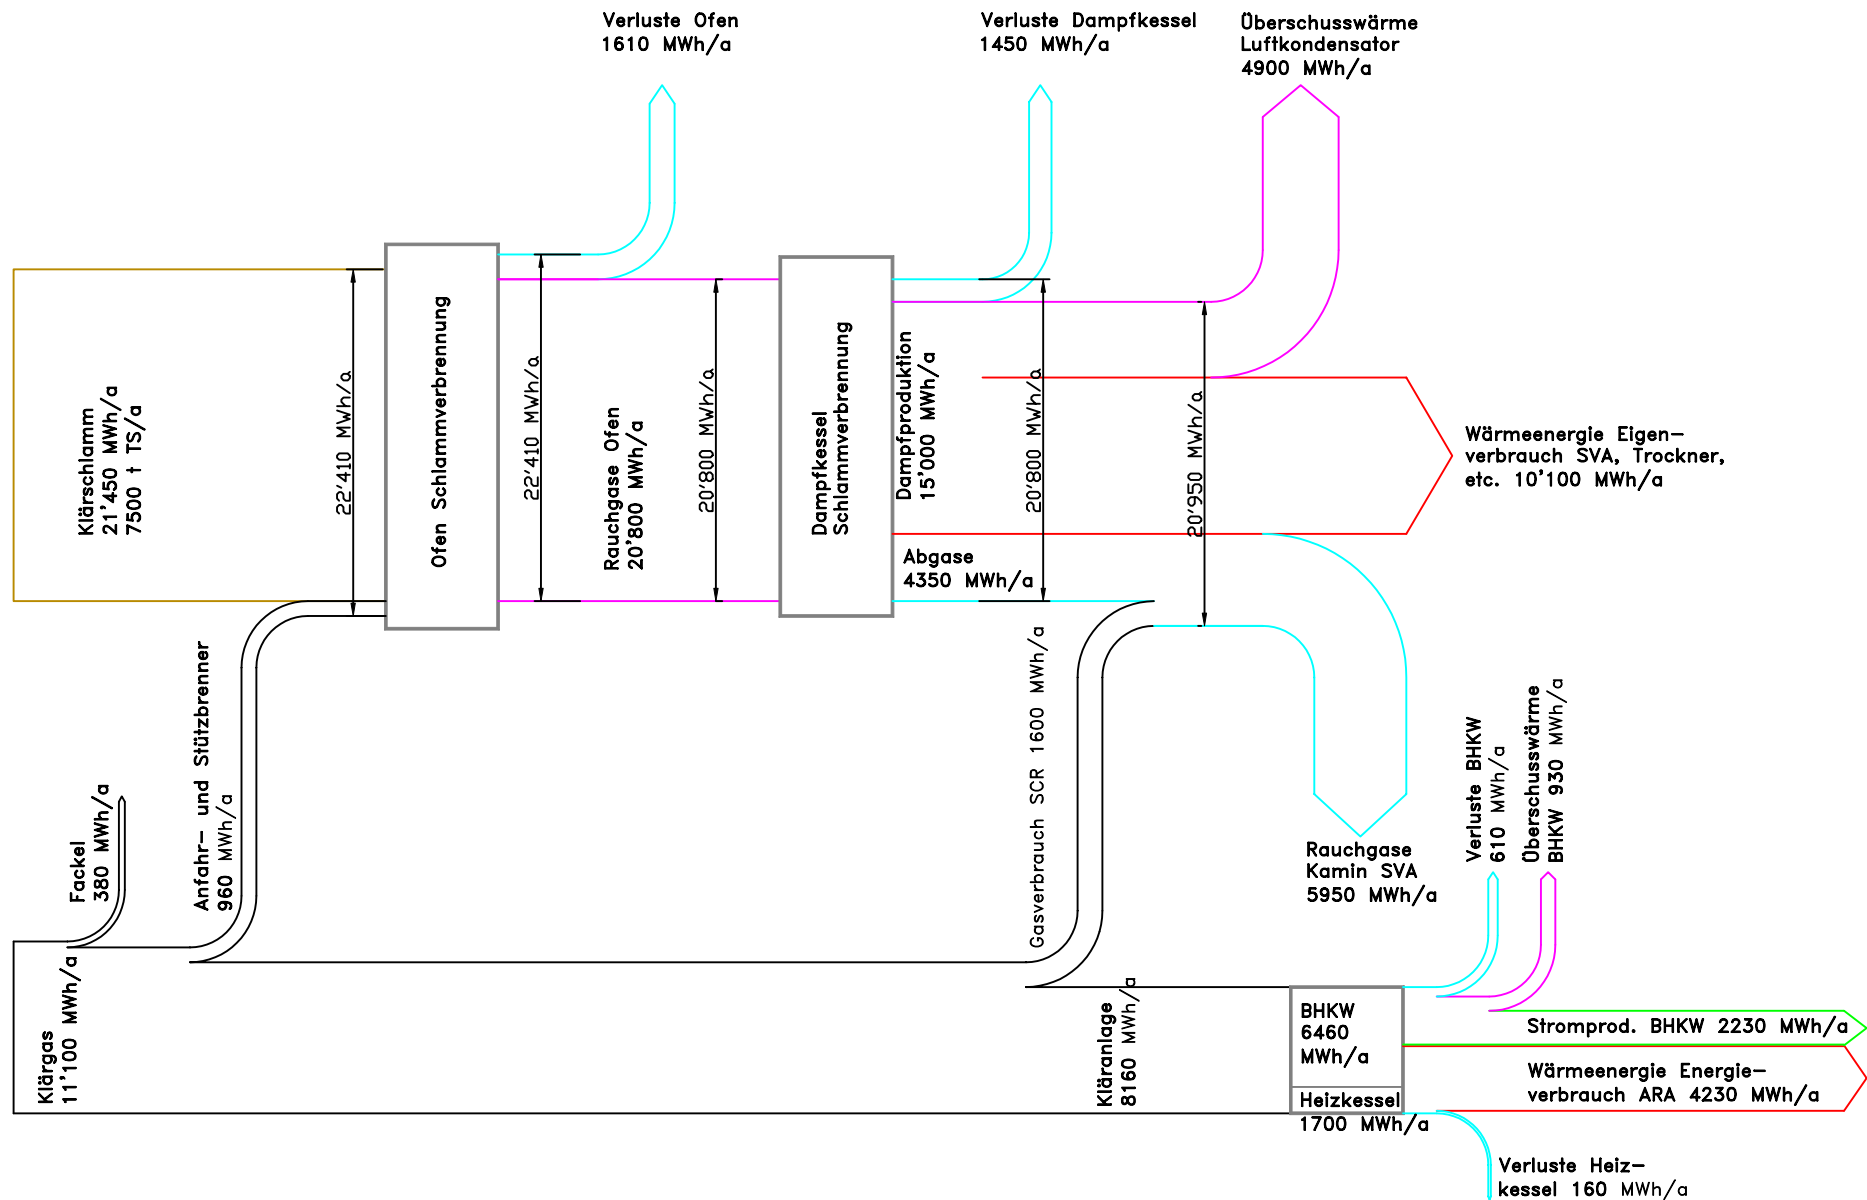 Verluste Ofen
1610 MWh/a
Verluste Dampfkessel
1450 MWh/a
Überschusswärme
Luftkondensator
4900 MWh/a
Klärschlamm
21'450 MWh/a
7500 t TS/a
22'410 MWh/a
Ofen Schlammverbrennung
22'410 MWh/a
Rauchgase Ofen
20'800 MWh/a
20'800 MWh/a
Dampfkessel
Schlammverbrennung
Dampfproduktion
15'000 MWh/a
20'800 MWh/a
20'950 MWh/a
Wärmeenergie Eigen-
verbrauch SVA, Trockner,
etc. 10'100 MWh/a
Abgase
4350 MWh/a
Fackel
380 MWh/a
Anfahr- und Stützbrenner
960 MWh/a
Gasverbrauch SCR 1600 MWh/a
Rauchgase
Kamin SVA
5950 MWh/a
Verluste BHKW
610 MWh/a
Überschusswärme
BHKW 930 MWh/a
Klärgas
11'100 MWh/a
Kläranlage
8160 MWh/a
BHKW
6460
MWh/a
Heizkessel
1700 MWh/a
Stromprod. BHKW 2230 MWh/a
Wärmeenergie Energie-
verbrauch ARA 4230 MWh/a
Verluste Heiz-
kessel 160 MWh/a